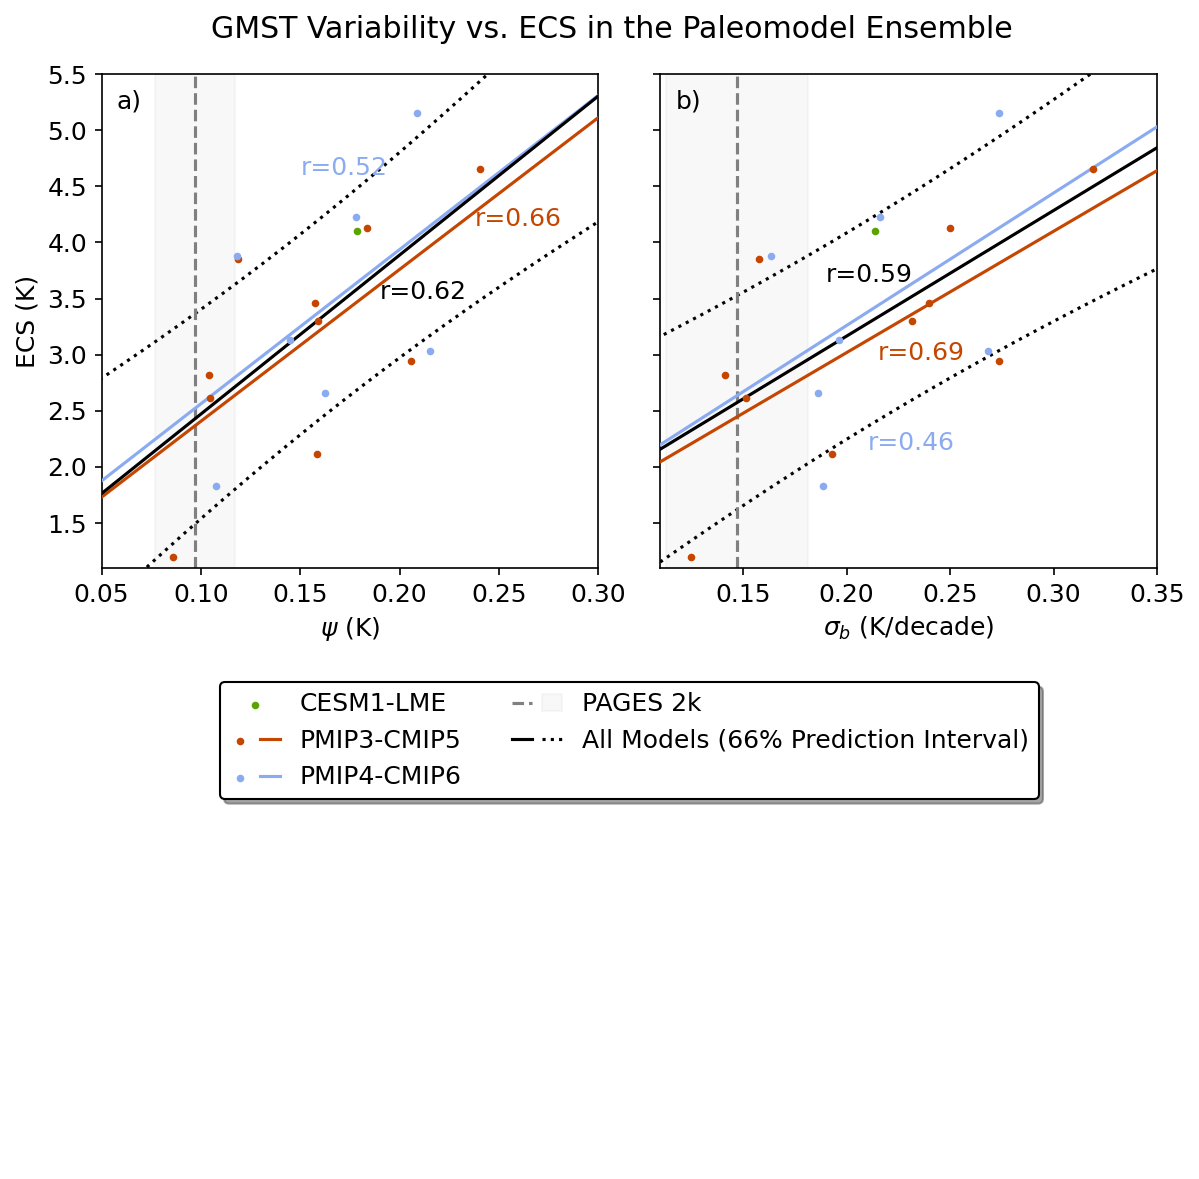 GMST Variability vs. ECS in the Paleomodel Ensemble
a)
r=0.52
r=0.66
r=0.62
ECS (K)
5.5
5.0
4.5
4.0
3.5
3.0
2.5
2.0
1.5
0.05 0.10 0.15 0.20 0.25 0.30
ψ (K)
b)
r=0.59
r=0.69
r=0.46
0.15 0.20 0.25 0.30 0.35
σb (K/decade)
CESM1-LME
PMIP3-CMIP5
PMIP4-CMIP6
PAGES 2k
All Models (66% Prediction Interval)